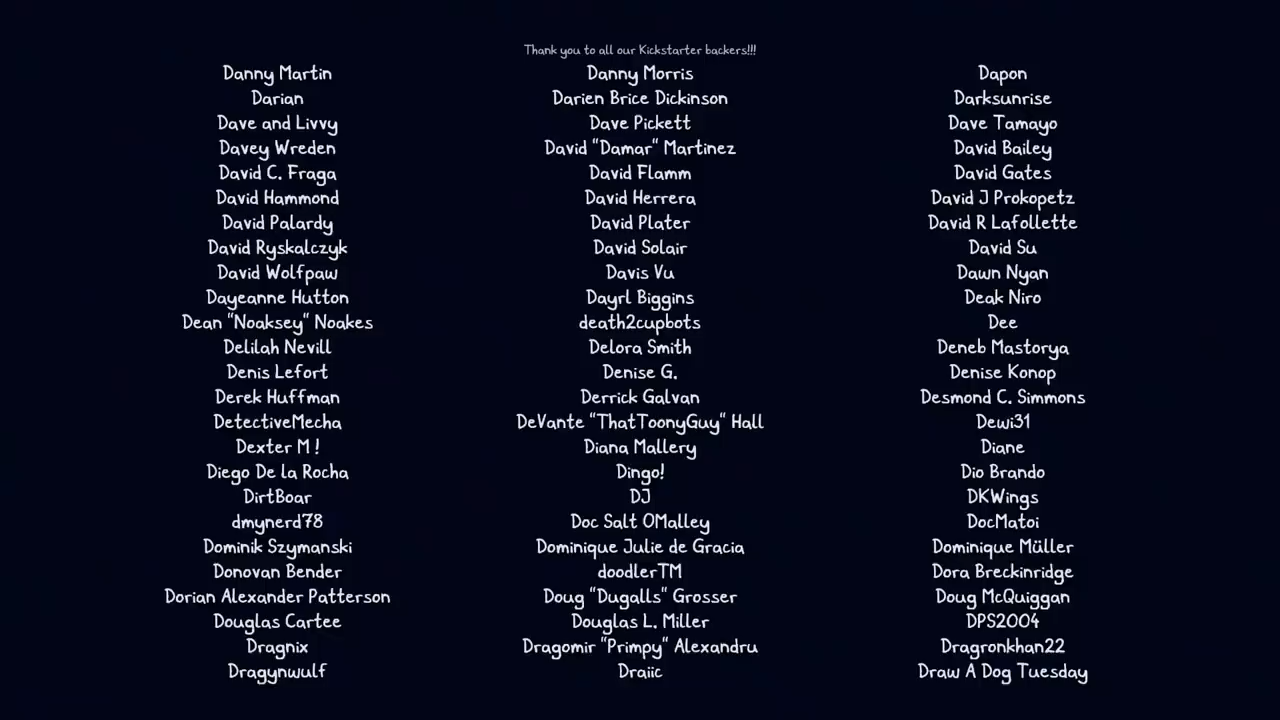 Thank you to all our Kickstarter backers!!!
Danny Martin Danny Morris Dapon
Darian Darien Brice Dickinson Darksunrise
Dave and Livvy Dave Pickett Dave Tamayo
Davey Wreden David "Damar" Martinez David Bailey
David C. Fraga David Flamm David Gates
David Hammond David Herrera David J Prokopetz
David Palardy David Plater David R Lafollette
David Ryskalczyk David Solair David Su
David Wolfpaw Davis Vu Dawn Nyan
Dayeanne Hutton Dayrl Biggins Deak Niro
Dean "Noaksey" Noakes death2cupbots Dee
Delilah Nevill Delora Smith Deneb Mastorya
Denis Lefort Denise G. Denise Konop
Derek Huffman Derrick Galvan Desmond C. Simmons
DetectiveMecha DeVante "ThatToonyGuy" Hall Dewi31
Dexter M ! Diana Mallery Diane
Diego De la Rocha Dingo! Dio Brando
DirtBoar DJ DKWings
dmynerd78 Doc Salt OMalley DocMatoi
Dominik Szymanski Dominique Julie de Gracia Dominique Müller
Donovan Bender doodlerTM Dora Breckinridge
Dorian Alexander Patterson Doug "Dugalls" Grosser Doug McQuiggan
Douglas Cartee Douglas L. Miller DPS2004
Dragnix Dragomir "Primpy" Alexandru Dragronkhan22
Dragynwulf Draiic Draw A Dog Tuesday